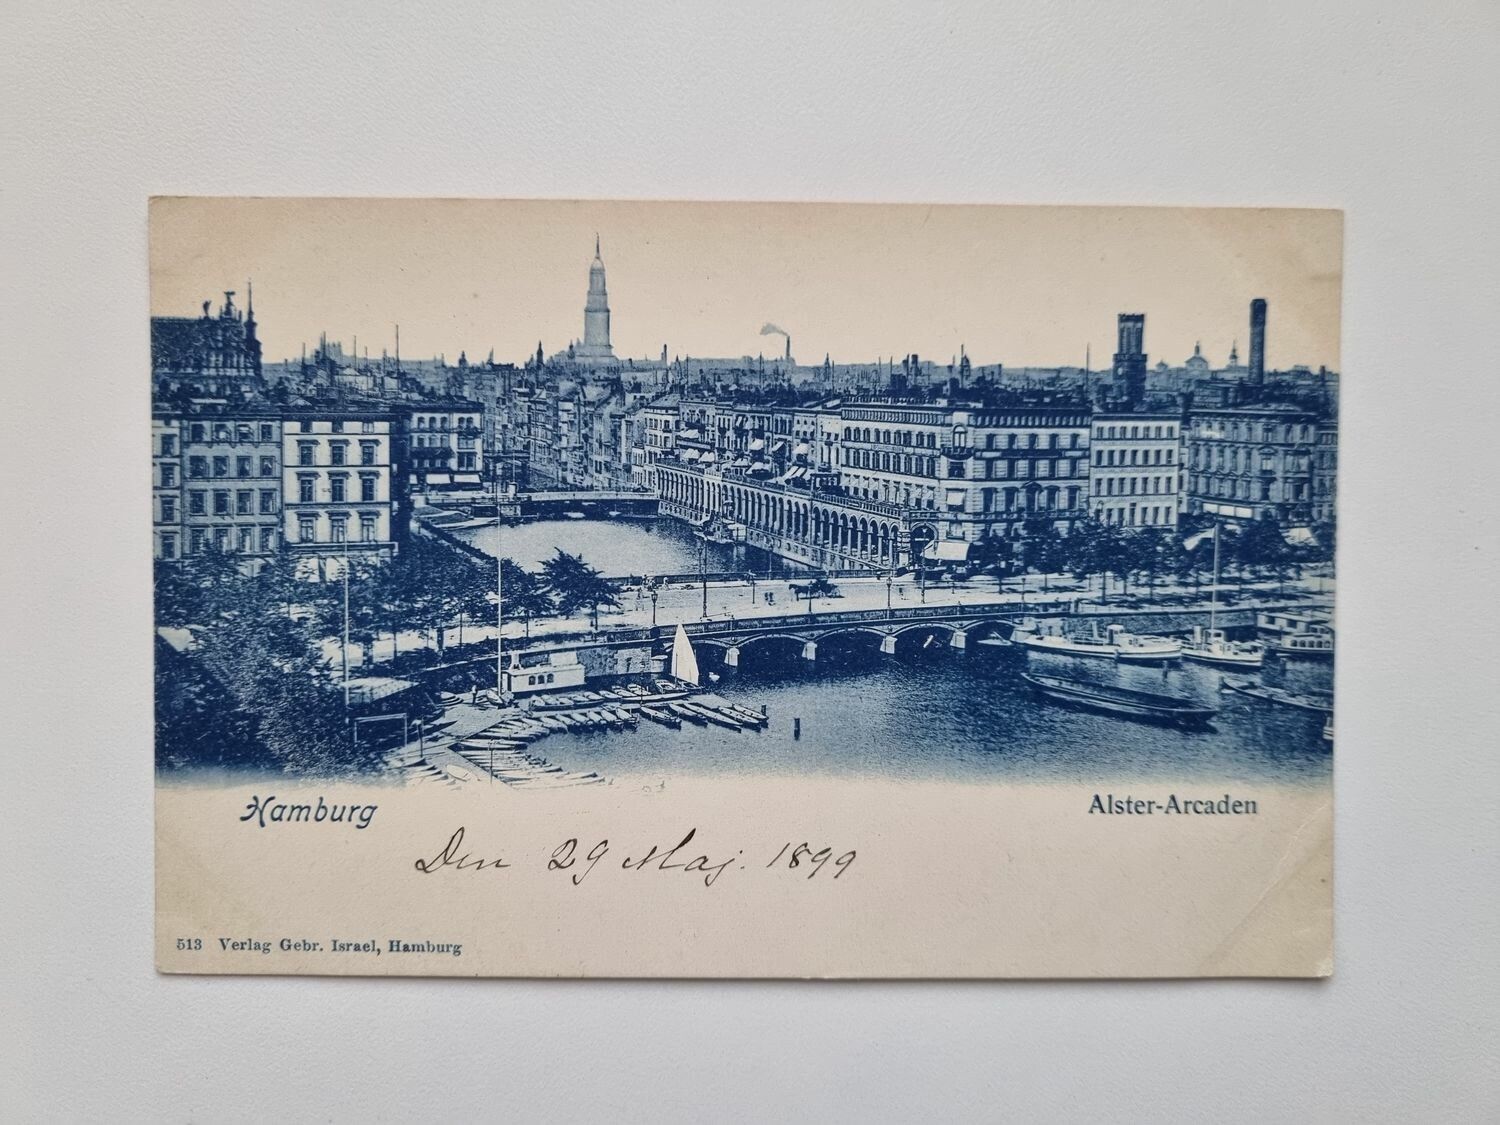 Hamburg
Alster-Arcaden
Den 29 Maj. 1899
513 Verlag Gebr. Israel, Hamburg